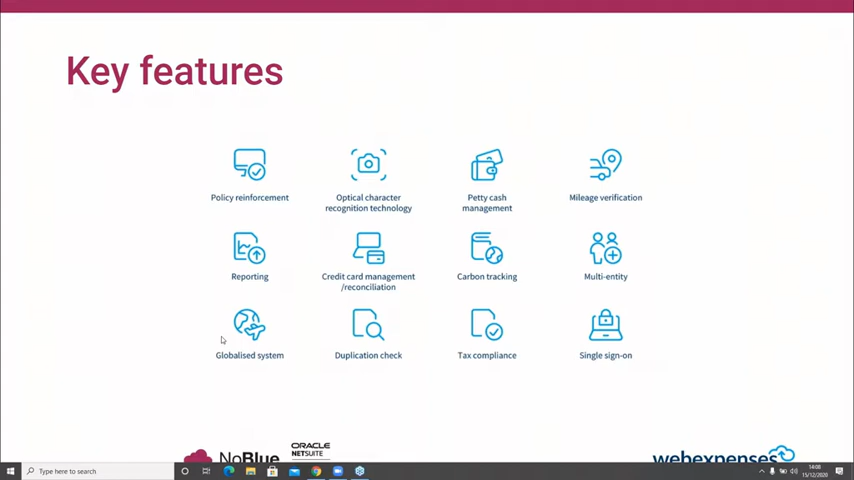 Key features
Policy reinforcement
Optical character
recognition technology
Petty cash
management
Mileage verification
Reporting
Credit card management
/reconciliation
Carbon tracking
Multi-entity
Globalised system
Duplication check
Tax compliance
Single sign-on
NoBlue
ORACLE
NETSUITE
webexpenses
Type here to search
14:08
15/12/2020